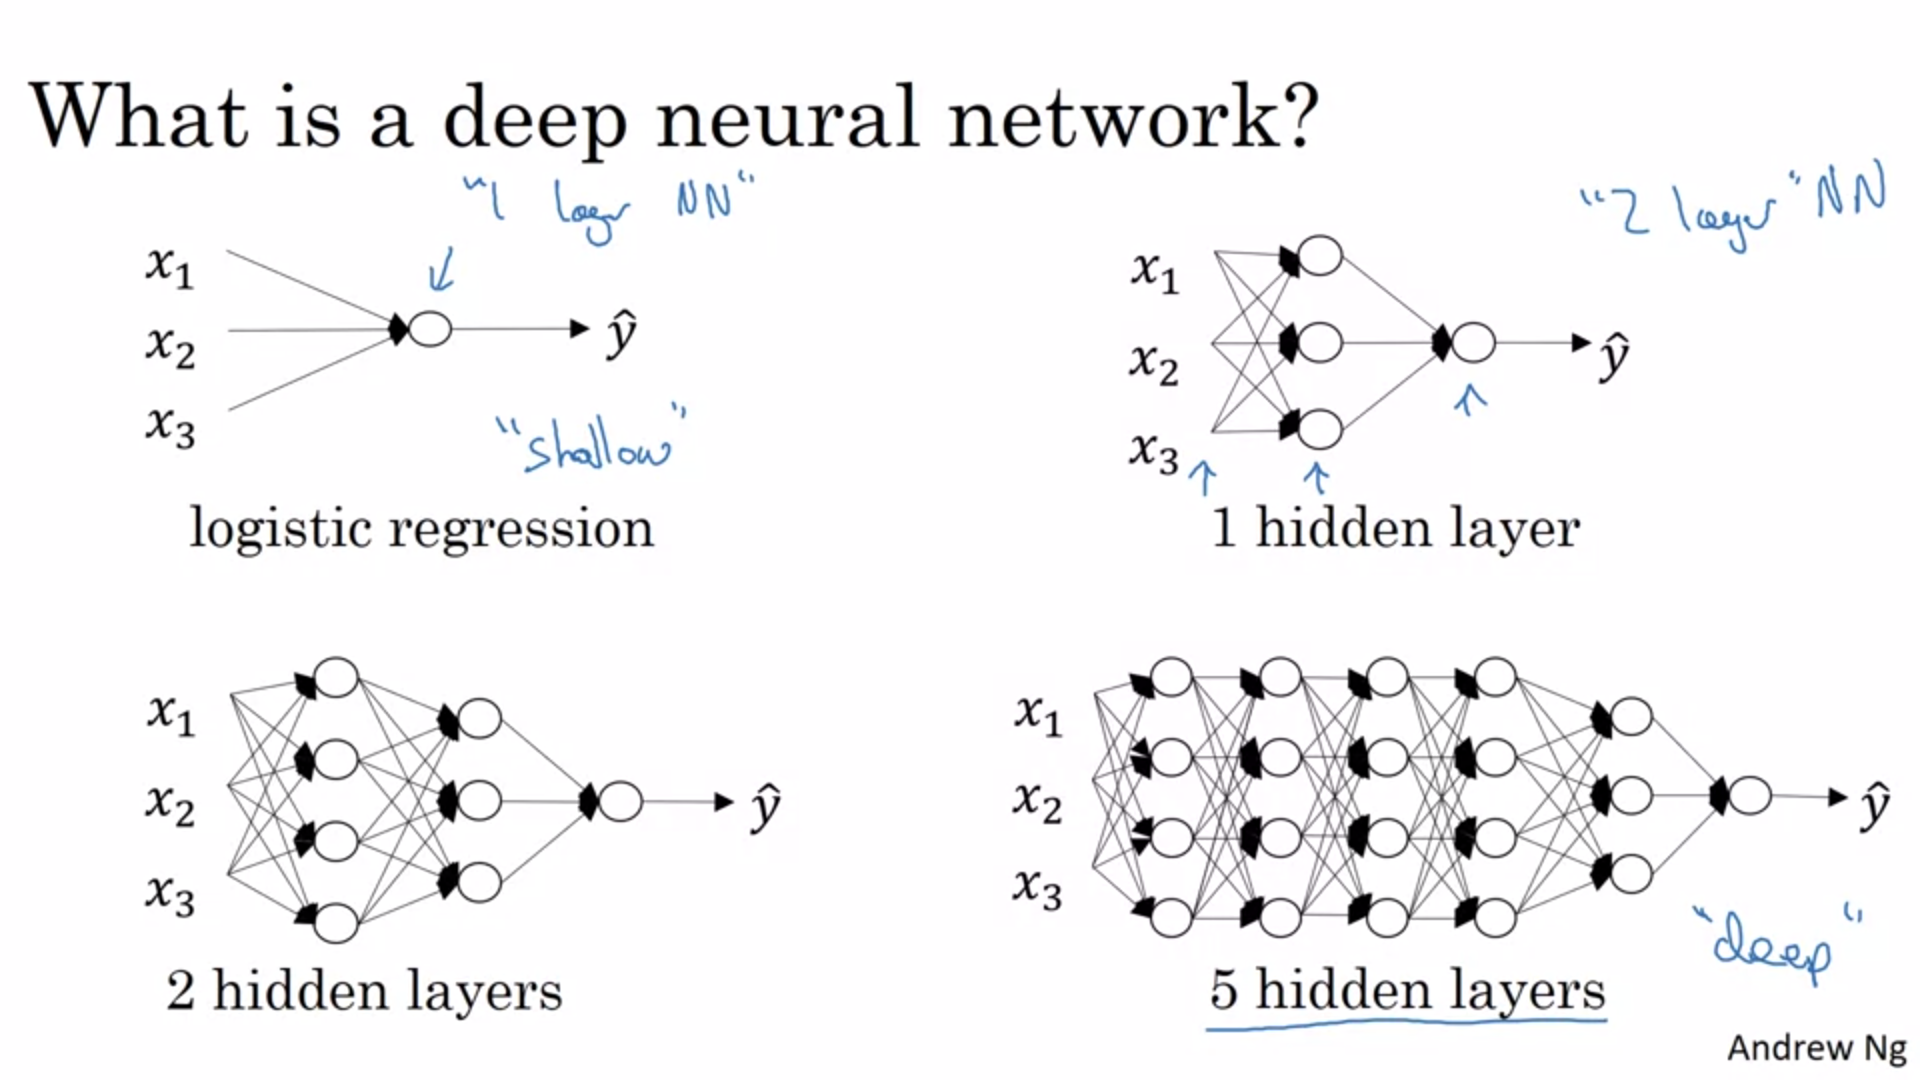 What is a deep neural network?
"1 layer NN"
x₁
x₂
x₃
ŷ
"shallow"
logistic regression
"2 layer" NN
x₁
x₂
x₃
ŷ
1 hidden layer
x₁
x₂
x₃
ŷ
2 hidden layers
x₁
x₂
x₃
ŷ
"deep"
5 hidden layers
Andrew Ng